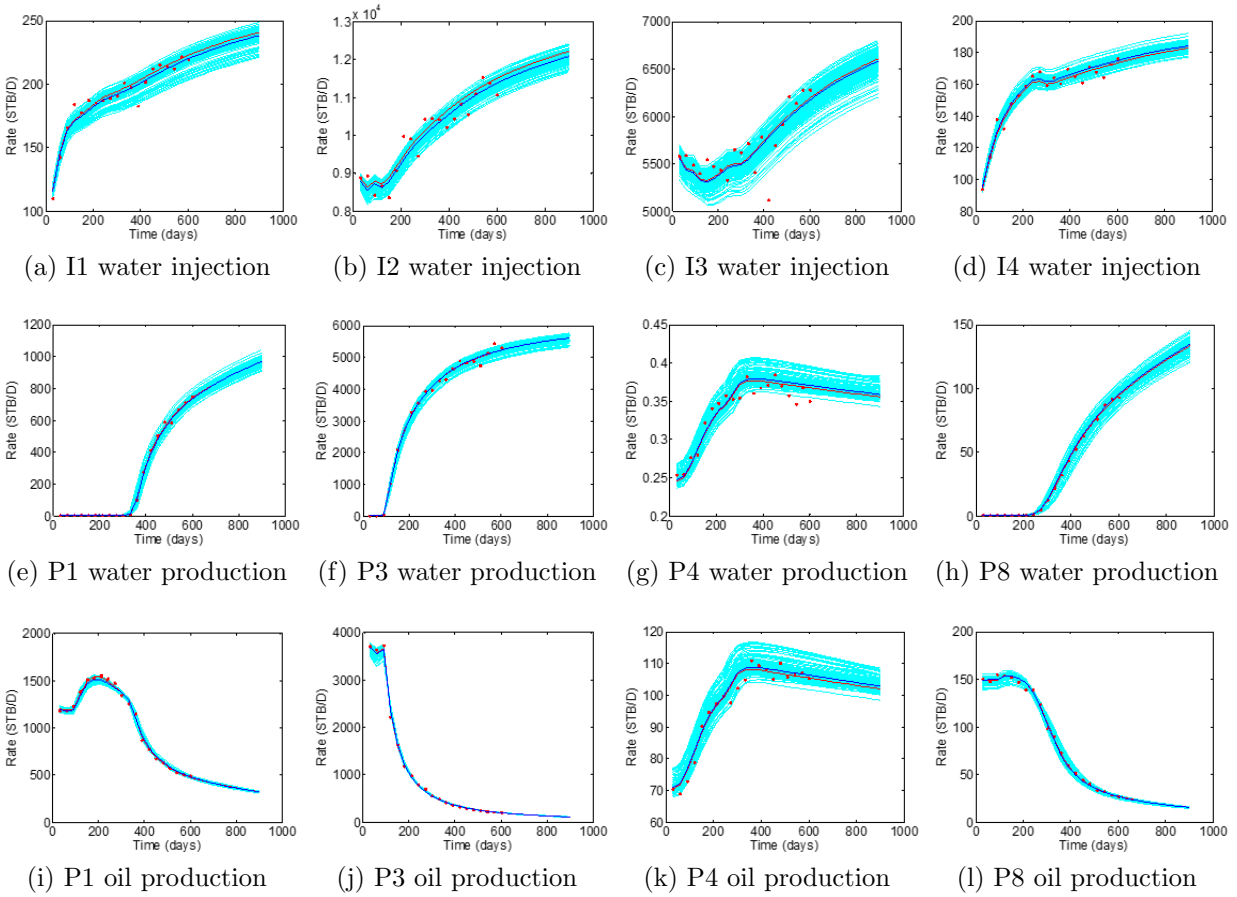 250
200
150
100
Rate (STB/D)
0 200 400 600 800 1000
Time (days)
(a) I1 water injection
x 10^4
1.3
1.2
1.1
1
0.9
0.8
Rate (STB/D)
0 200 400 600 800 1000
Time (days)
(b) I2 water injection
7000
6500
6000
5500
5000
Rate (STB/D)
0 200 400 600 800 1000
Time (days)
(c) I3 water injection
200
180
160
140
120
100
80
Rate (STB/D)
0 200 400 600 800 1000
Time (days)
(d) I4 water injection
1200
1000
800
600
400
200
0
Rate (STB/D)
0 200 400 600 800 1000
Time (days)
(e) P1 water production
6000
5000
4000
3000
2000
1000
0
Rate (STB/D)
0 200 400 600 800 1000
Time (days)
(f) P3 water production
0.45
0.4
0.35
0.3
0.25
0.2
Rate (STB/D)
0 200 400 600 800 1000
Time (days)
(g) P4 water production
150
100
50
0
Rate (STB/D)
0 200 400 600 800 1000
Time (days)
(h) P8 water production
2000
1500
1000
500
0
Rate (STB/D)
0 200 400 600 800 1000
Time (days)
(i) P1 oil production
4000
3000
2000
1000
0
Rate (STB/D)
0 200 400 600 800 1000
Time (days)
(j) P3 oil production
120
110
100
90
80
70
60
Rate (STB/D)
0 200 400 600 800 1000
Time (days)
(k) P4 oil production
200
150
100
50
0
Rate (STB/D)
0 200 400 600 800 1000
Time (days)
(l) P8 oil production